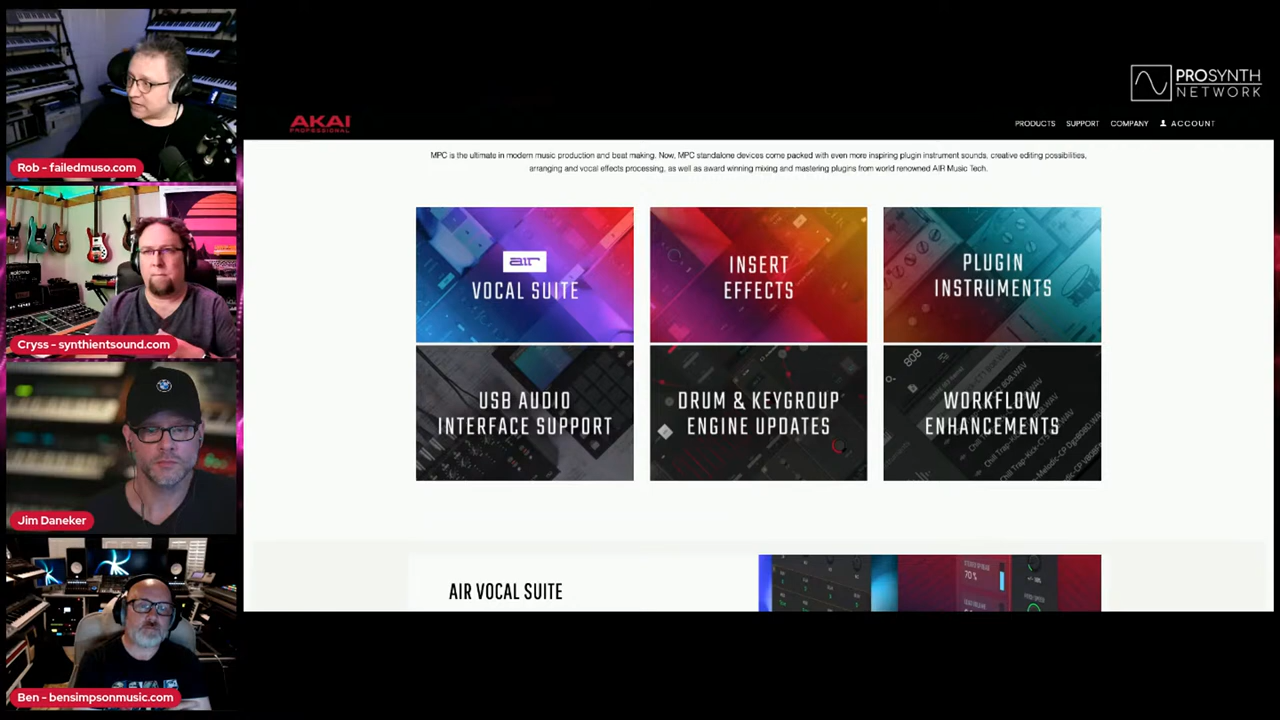 Rob - failedmuso.com
Cryss - synthientsound.com
Jim Daneker
Ben - bensimpsonmusic.com
PROSYNTH
NETWORK
AKAI
PROFESSIONAL
PRODUCTS SUPPORT COMPANY ACCOUNT
MPC is the ultimate in modern music production and beat making. Now, MPC standalone devices come packed with even more inspiring plugin instrument sounds, creative editing possibilities,
arranging and vocal effects processing, as well as award winning mixing and mastering plugins from world renowned AIR Music Tech.
air
VOCAL SUITE
INSERT
EFFECTS
PLUGIN
INSTRUMENTS
USB AUDIO
INTERFACE SUPPORT
DRUM & KEYGROUP
ENGINE UPDATES
808
WORKFLOW
ENHANCEMENTS
AIR VOCAL SUITE
70 %